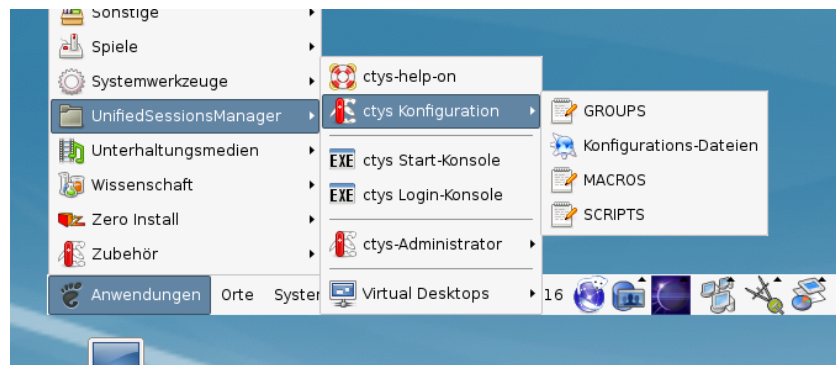 Sonstige
Spiele
Systemwerkzeuge
UnifiedSessionsManager
Unterhaltungsmedien
Wissenschaft
Zero Install
Zubehör
Anwendungen Orte
ctys-help-on
ctys Konfiguration
EXE ctys Start-Konsole
EXE ctys Login-Konsole
ctys-Administrator
Virtual Desktops
GROUPS
Konfigurations-Dateien
MACROS
SCRIPTS
16